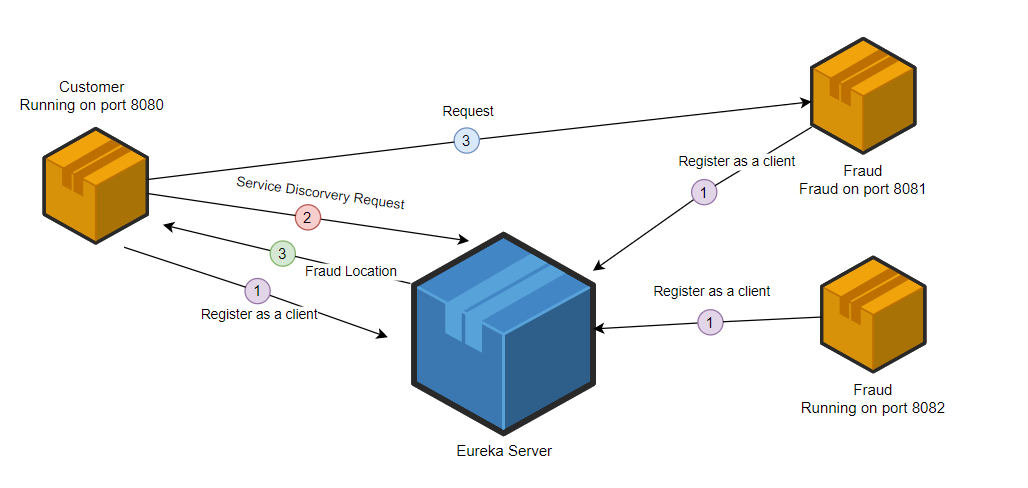 Customer
Running on port 8080
Request
3
Register as a client
1
Fraud
Fraud on port 8081
Service Discorvery Request
2
3
Fraud Location
1
Register as a client
Register as a client
1
Fraud
Running on port 8082
Eureka Server